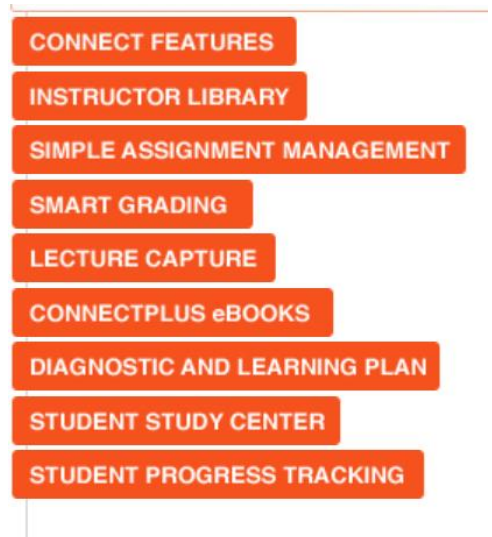 CONNECT FEATURES
INSTRUCTOR LIBRARY
SIMPLE ASSIGNMENT MANAGEMENT
SMART GRADING
LECTURE CAPTURE
CONNECTPLUS eBOOKS
DIAGNOSTIC AND LEARNING PLAN
STUDENT STUDY CENTER
STUDENT PROGRESS TRACKING